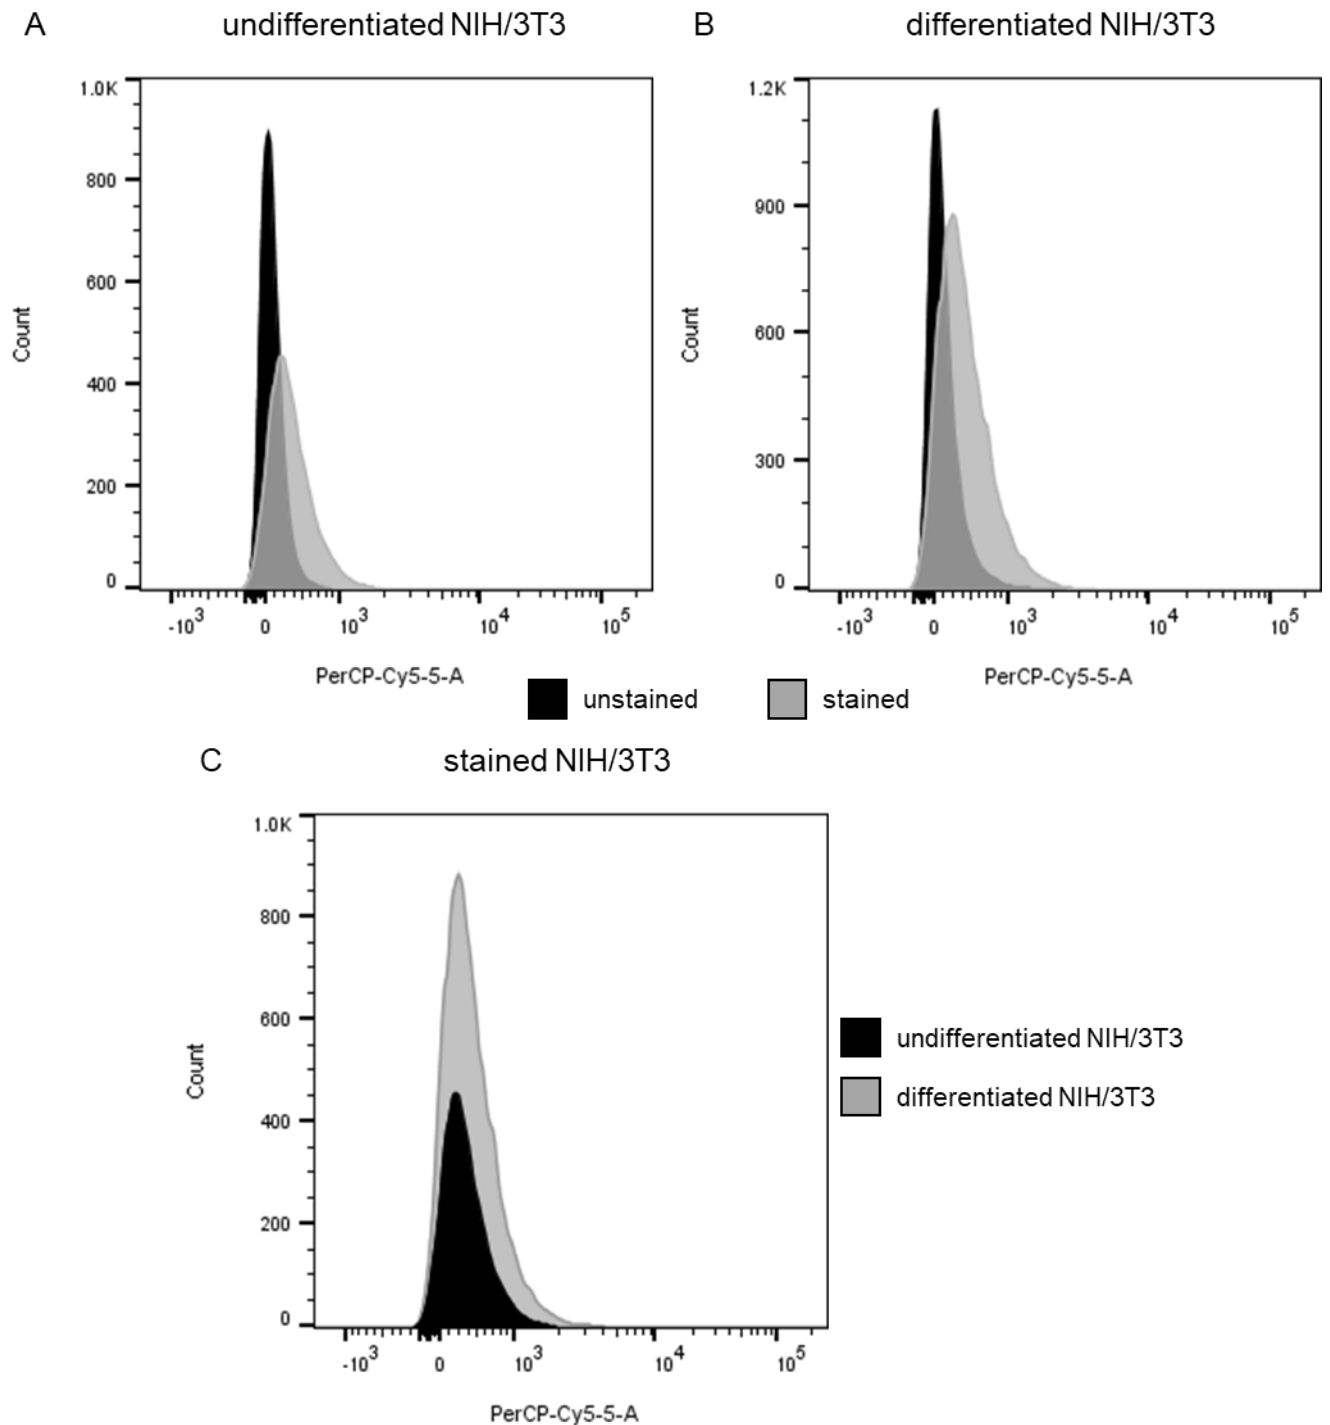 A
undifferentiated NIH/3T3
B
differentiated NIH/3T3
1.0K
800
600
400
200
0
Count
-10³ 0 10³ 10⁴ 10⁵
PerCP-Cy5-5-A
1.2K
900
600
300
0
Count
-10³ 0 10³ 10⁴ 10⁵
PerCP-Cy5-5-A
unstained
stained
C
stained NIH/3T3
1.0K
800
600
400
200
0
Count
-10³ 0 10³ 10⁴ 10⁵
PerCP-Cy5-5-A
undifferentiated NIH/3T3
differentiated NIH/3T3